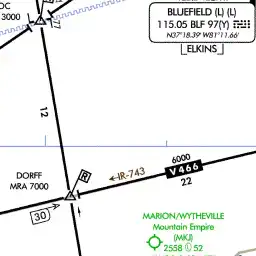 OC
3000
77
BLUEFIELD (L) (L)
115.05 BLF 97(Y)
N37°18.39' W81°11.66'
ELKINS
12
DORFF
MRA 7000
R
IR-743
6000
V466
22
30
MARION/WYTHEVILLE
Mountain Empire
(MKJ)
2558 52